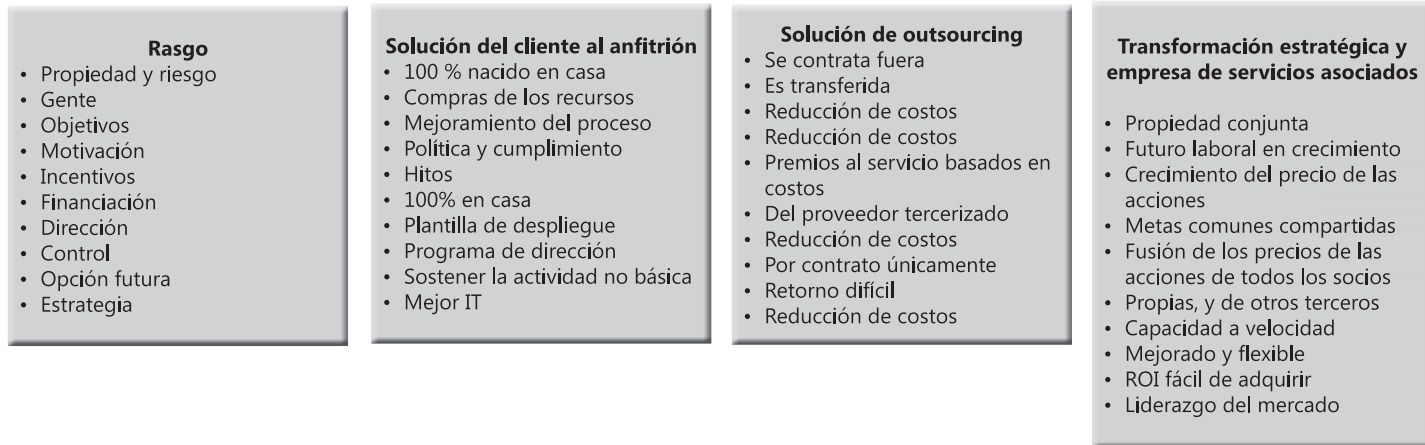 Rasgo
• Propiedad y riesgo
• Gente
• Objetivos
• Motivación
• Incentivos
• Financiación
• Dirección
• Control
• Opción futura
• Estrategia
Solución del cliente al anfitrión
• 100 % nacido en casa
• Compras de los recursos
• Mejoramiento del proceso
• Política y cumplimiento
• Hitos
• 100% en casa
• Plantilla de despliegue
• Programa de dirección
• Sostener la actividad no básica
• Mejor IT
Solución de outsourcing
• Se contrata fuera
• Es transferida
• Reducción de costos
• Reducción de costos
• Premios al servicio basados en
costos
• Del proveedor tercerizado
• Reducción de costos
• Por contrato únicamente
• Retorno difícil
• Reducción de costos
Transformación estratégica y
empresa de servicios asociados
• Propiedad conjunta
• Futuro laboral en crecimiento
• Crecimiento del precio de las
acciones
• Metas comunes compartidas
• Fusión de los precios de las
acciones de todos los socios
• Propias, y de otros terceros
• Capacidad a velocidad
• Mejorado y flexible
• ROI fácil de adquirir
• Liderazgo del mercado